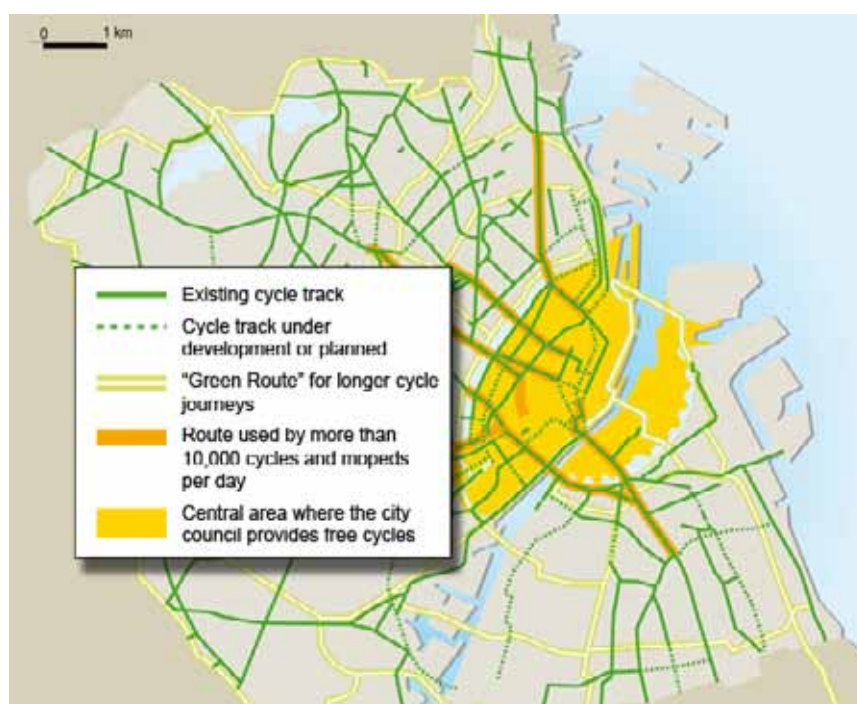 0 1 km
Existing cycle track
Cycle track under
development or planned
"Green Route" for longer cycle
journeys
Route used by more than
10,000 cycles and mopeds
per day
Central area where the city
council provides free cycles